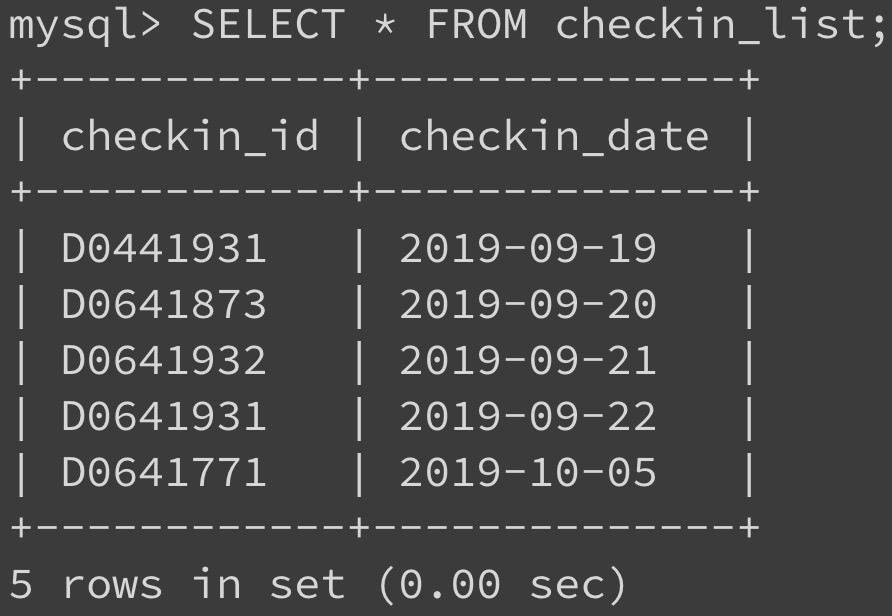 mysql> SELECT * FROM checkin_list;
+------------+--------------+
| checkin_id | checkin_date |
+------------+--------------+
| D0441931   | 2019-09-19   |
| D0641873   | 2019-09-20   |
| D0641932   | 2019-09-21   |
| D0641931   | 2019-09-22   |
| D0641771   | 2019-10-05   |
+------------+--------------+
5 rows in set (0.00 sec)